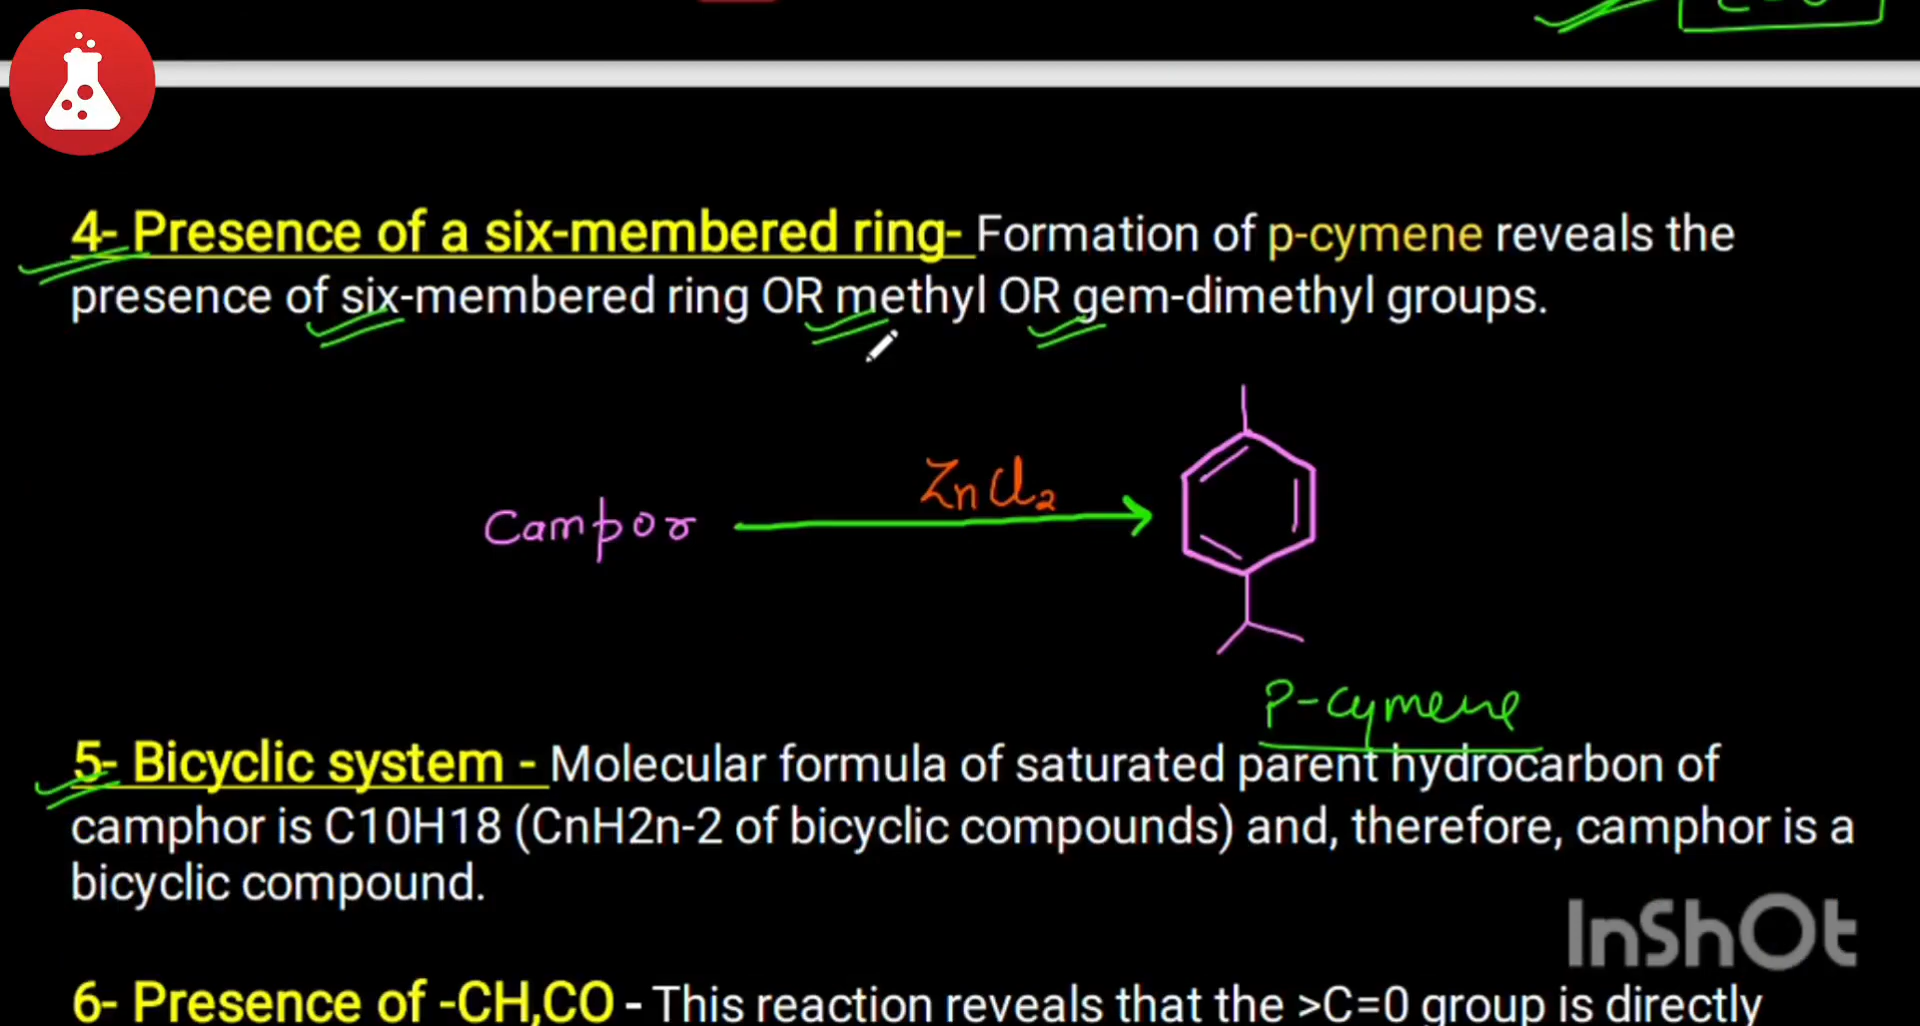 4- Presence of a six-membered ring- Formation of p-cymene reveals the
presence of six-membered ring OR methyl OR gem-dimethyl groups.
Campor
ZnCl2
P-cymene
5- Bicyclic system - Molecular formula of saturated parent hydrocarbon of
camphor is C10H18 (CnH2n-2 of bicyclic compounds) and, therefore, camphor is a
bicyclic compound.
InShOt
6- Presence of -CH,CO - This reaction reveals that the >C=0 group is directly